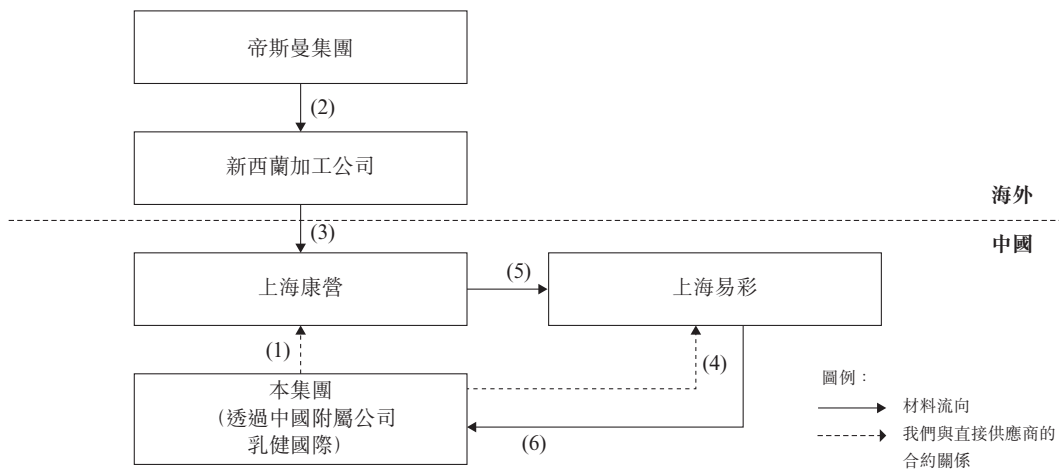 帝斯曼集團
(2)
新西蘭加工公司
海外
(3)
中國
上海康營
(5)
上海易彩
(1)
(4)
本集團
(透過中國附屬公司
乳健國際)
(6)
圖例：
材料流向
我們與直接供應商的
合約關係